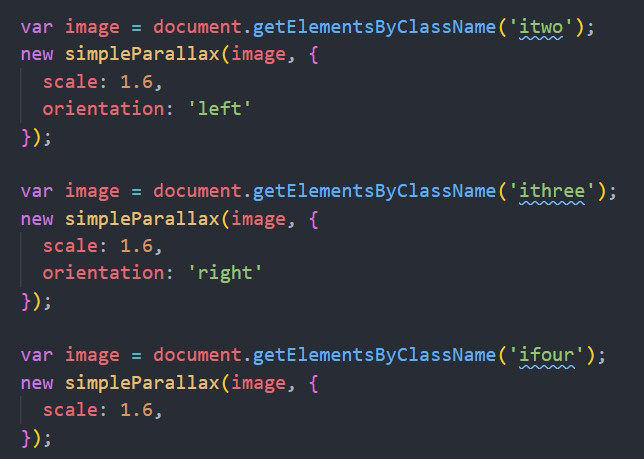 var image = document.getElementsByClassName('itwo');
new simpleParallax(image, {
  scale: 1.6,
  orientation: 'left'
});

var image = document.getElementsByClassName('ithree');
new simpleParallax(image, {
  scale: 1.6,
  orientation: 'right'
});

var image = document.getElementsByClassName('ifour');
new simpleParallax(image, {
  scale: 1.6,
});